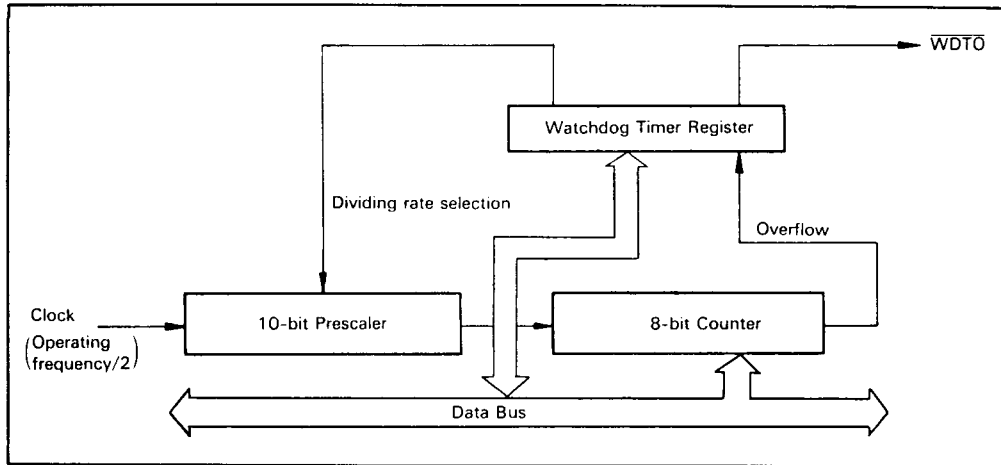 W̅D̅T̅O̅
Watchdog Timer Register
Dividing rate selection
Overflow
Clock
(Operating
frequency/2)
10-bit Prescaler
8-bit Counter
Data Bus